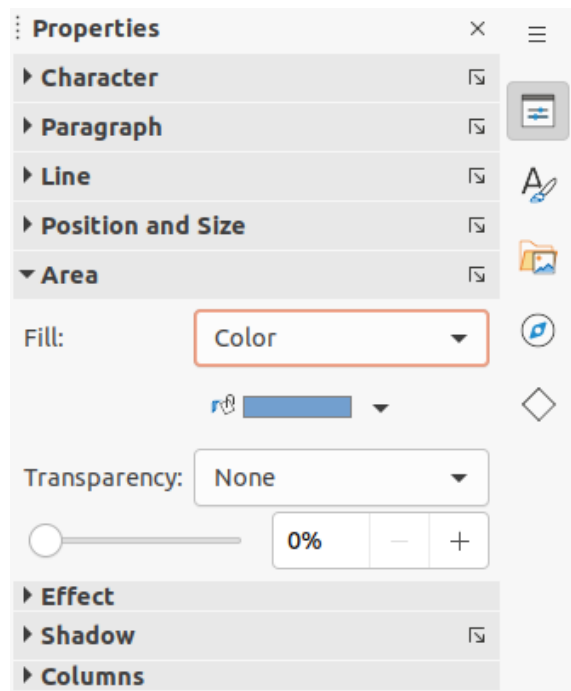 Properties
Character
Paragraph
Line
Position and Size
Area
Fill: Color
Transparency: None
0%
Effect
Shadow
Columns